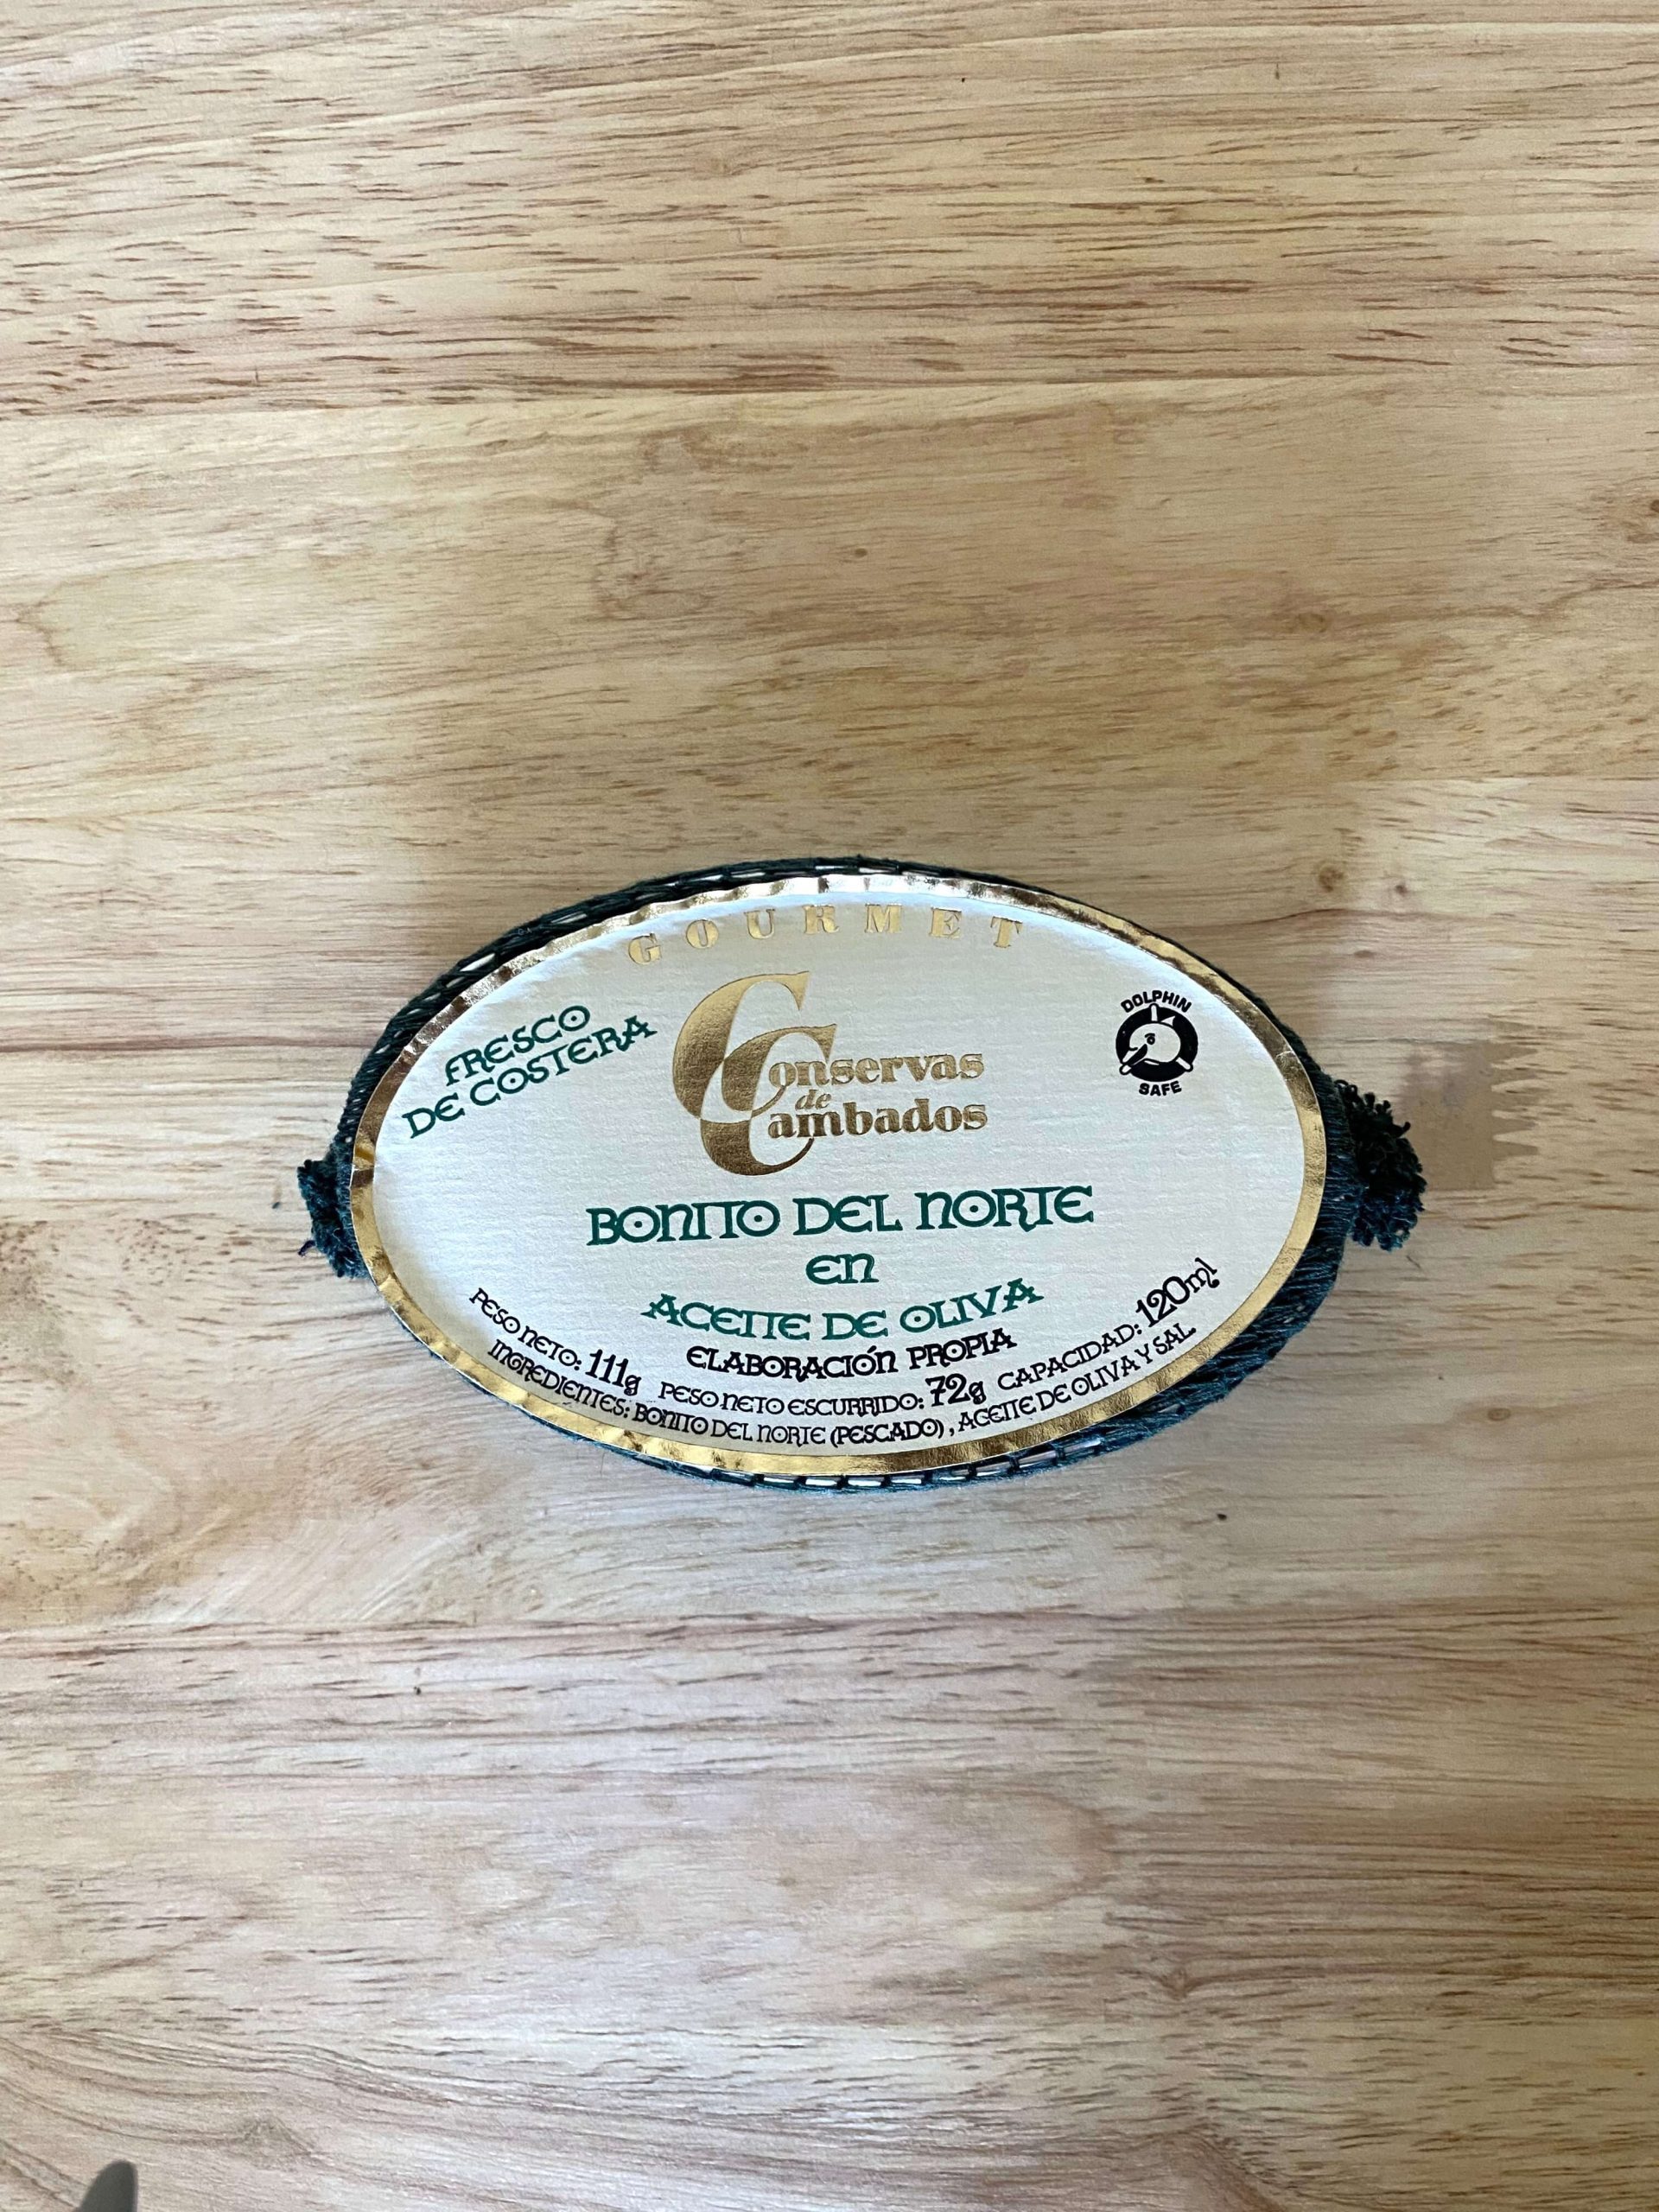 GOURMET
FRESCO
DE COSTERA
Conservas
de
Cambados
DOLPHIN
SAFE
BONITO DEL NORTE
EN
ACEITE DE OLIVA
ELABORACIÓN PROPIA
PESO NETO: 111g PESO NETO ESCURRIDO: 72g CAPACIDAD: 120ml
INGREDIENTES: BONITO DEL NORTE (PESCADO), ACEITE DE OLIVA Y SAL